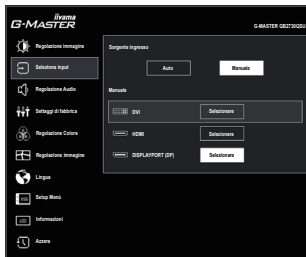 iiyama
G-MASTER
G-MASTER GB2730QSU
Regolazione immagine
Seleziona input
Regolazione Audio
Settaggi di fabbrica
Regolazione Colore
Regolazione immagine
Lingua
Setup Menù
Informazioni
Azzera
Sorgente ingresso
Auto
Manuale
Manuale
DVI
Selezionare
HDMI
Selezionare
DISPLAYPORT (DP)
Selezionare